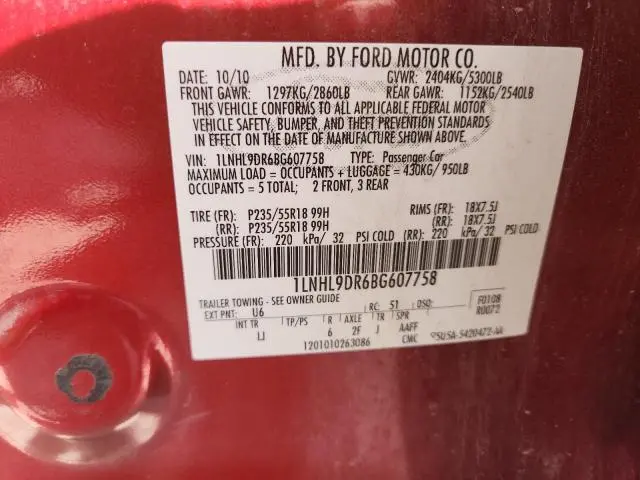 MFD. BY FORD MOTOR CO.
DATE: 10/10 GVWR: 2404KG/5300LB
FRONT GAWR: 1297KG/2860LB REAR GAWR: 1152KG/2540LB
THIS VEHICLE CONFORMS TO ALL APPLICABLE FEDERAL MOTOR
VEHICLE SAFETY, BUMPER, AND THEFT PREVENTION STANDARDS
IN EFFECT ON THE DATE OF MANUFACTURE SHOWN ABOVE.
VIN: 1LNHL9DR6BG607758 TYPE: Passenger Car
MAXIMUM LOAD = OCCUPANTS + LUGGAGE = 430KG/ 950LB
OCCUPANTS = 5 TOTAL; 2 FRONT, 3 REAR
TIRE (FR): P235/55R18 99H RIMS (FR): 18X7.5J
(RR): P235/55R18 99H (RR): 18X7.5J
PRESSURE (FR): 220 kPa/ 32 PSI COLD (RR): 220 kPa/ 32 PSI COLD
1LNHL9DR6BG607758
TRAILER TOWING - SEE OWNER GUIDE
EXT PNT: U6 RC: 51 DSO: F0108
R0072
INT TR TP/PS R AXLE TR SPR
LJ 6 2F J AAFF
1201010263086 CMC 5U5A-5420472-AA